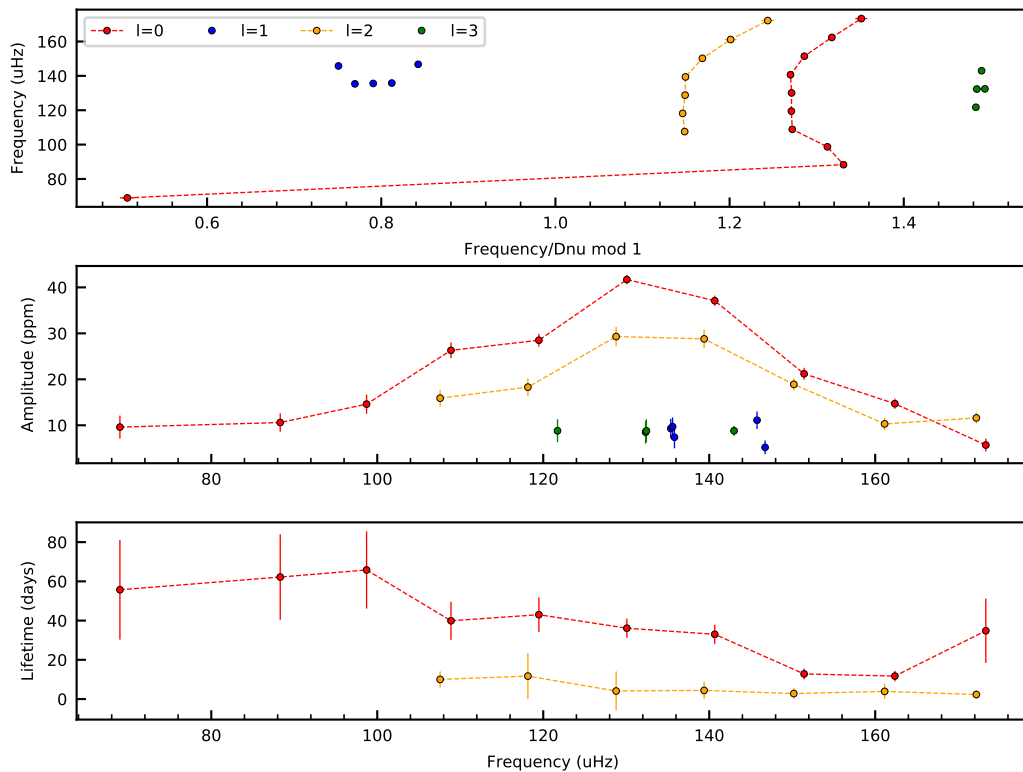 l=0 l=1 l=2 l=3
Frequency (uHz)
160
140
120
100
80
0.6 0.8 1.0 1.2 1.4
Frequency/Dnu mod 1
Amplitude (ppm)
40
30
20
10
80 100 120 140 160
Lifetime (days)
80
60
40
20
0
80 100 120 140 160
Frequency (uHz)